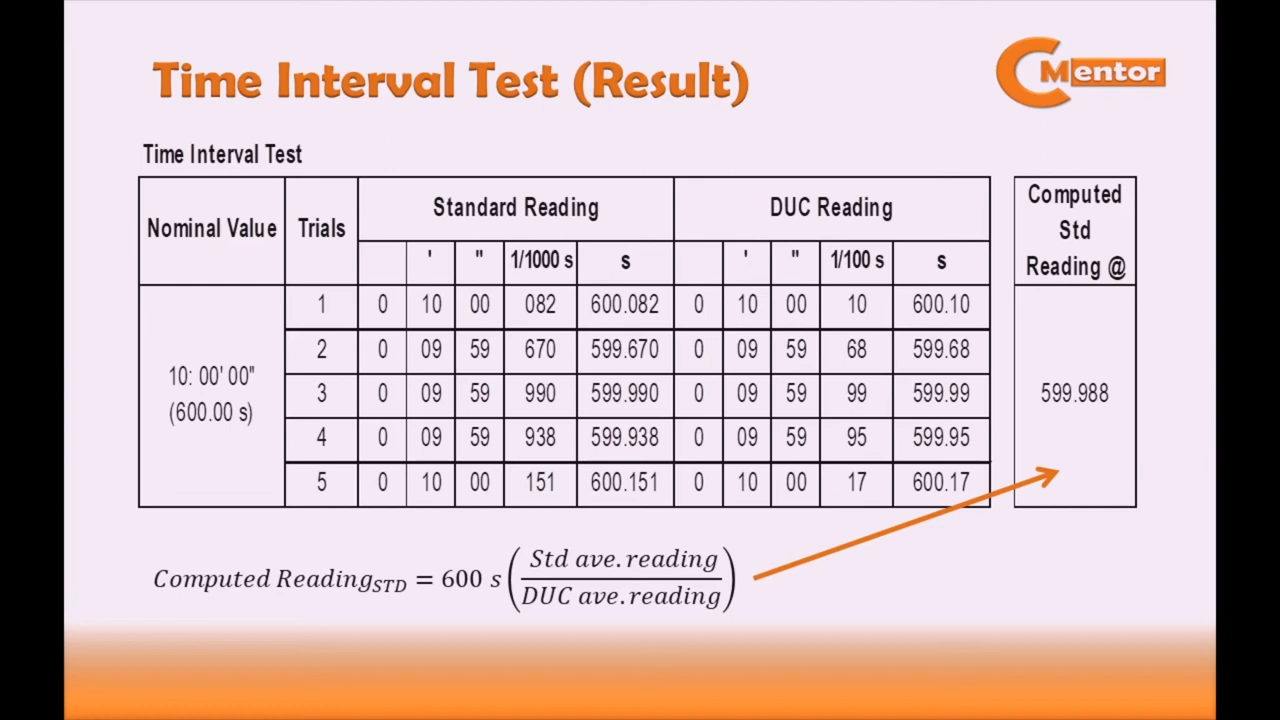 Time Interval Test (Result)
CMentor
Time Interval Test
Nominal Value Trials Standard Reading DUC Reading Computed Std Reading @
' " 1/1000 s s ' " 1/100 s s
10: 00' 00" (600.00 s) 599.988
1 0 10 00 082 600.082 0 10 00 10 600.10
2 0 09 59 670 599.670 0 09 59 68 599.68
3 0 09 59 990 599.990 0 09 59 99 599.99
4 0 09 59 938 599.938 0 09 59 95 599.95
5 0 10 00 151 600.151 0 10 00 17 600.17
Computed Reading_STD = 600 s (Std ave. reading / DUC ave. reading)